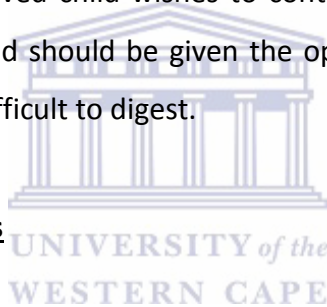 ved child wishes to cont
d should be given the op
fficult to digest.
s
UNIVERSITY of the
WESTERN CAPE